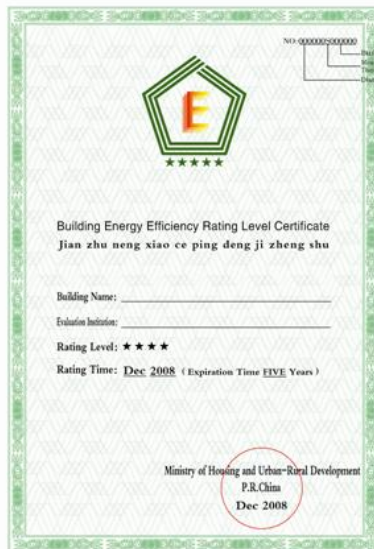 NO:000000S000000
E
Building Energy Efficiency Rating Level Certificate
Jian zhu neng xiao ce ping deng ji zheng shu
Building Name:
Evaluation Institution:
Rating Level: ★★★★
Rating Time: Dec 2008 ( Expiration Time FIVE Years )
Ministry of Housing and Urban-Rural Development
P.R.China
Dec 2008